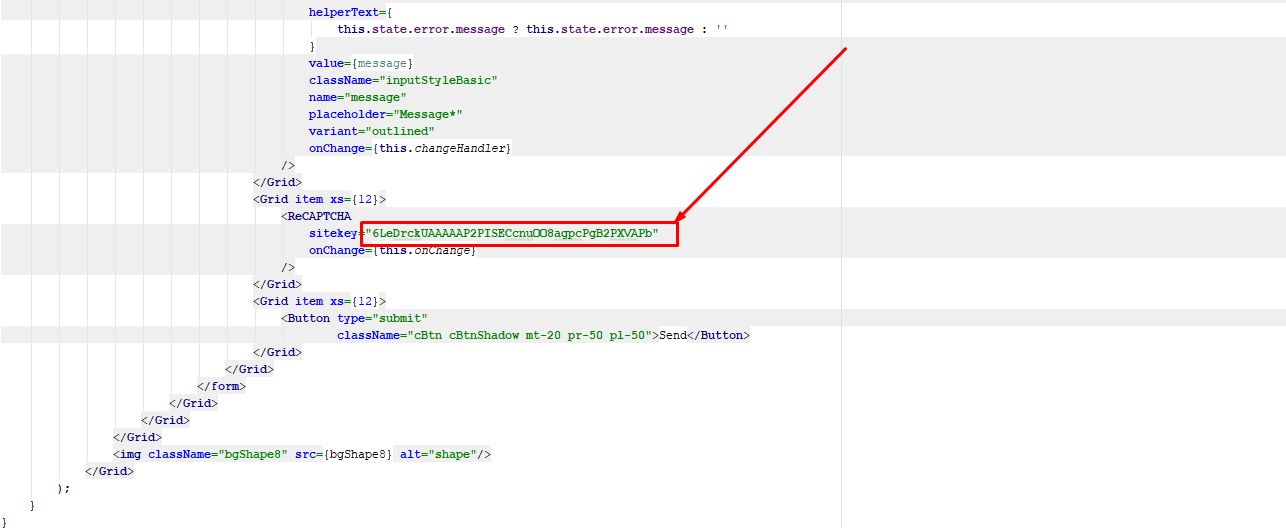 helperText={
this.state.error.message ? this.state.error.message : ''
}
value={message}
className="inputStyleBasic"
name="message"
placeholder="Message*"
variant="outlined"
onChange={this.changeHandler}
/>
</Grid>
<Grid item xs={12}>
<ReCAPTCHA
sitekey="6LeDrckUAAAAAP2PISECcnuOO8agpcPgB2PXVAPb"
onChange={this.onChange}
/>
</Grid>
<Grid item xs={12}>
<Button type="submit"
className="cBtn cBtnShadow mt-20 pr-50 pl-50">Send</Button>
</Grid>
</Grid>
</form>
</Grid>
</Grid>
</Grid>
<img className="bgShape8" src={bgShape8} alt="shape"/>
</Grid>
);
}
}